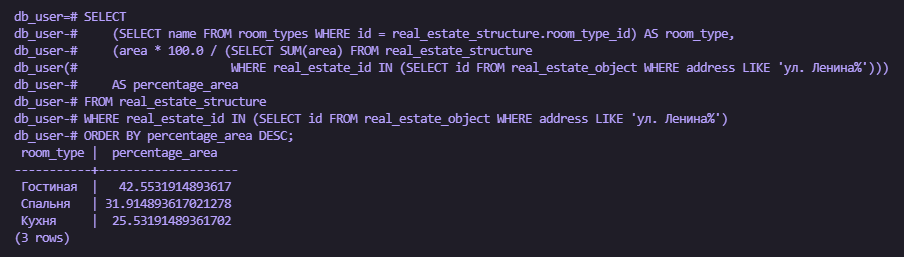 db_user=# SELECT
db_user-#     (SELECT name FROM room_types WHERE id = real_estate_structure.room_type_id) AS room_type,
db_user-#     (area * 100.0 / (SELECT SUM(area) FROM real_estate_structure
db_user(#                      WHERE real_estate_id IN (SELECT id FROM real_estate_object WHERE address LIKE 'ул. Ленина%')))
db_user-#     AS percentage_area
db_user-# FROM real_estate_structure
db_user-# WHERE real_estate_id IN (SELECT id FROM real_estate_object WHERE address LIKE 'ул. Ленина%')
db_user-# ORDER BY percentage_area DESC;
 room_type |  percentage_area
-----------+--------------------
 Гостиная  |   42.5531914893617
 Спальня   | 31.914893617021278
 Кухня     |  25.53191489361702
(3 rows)